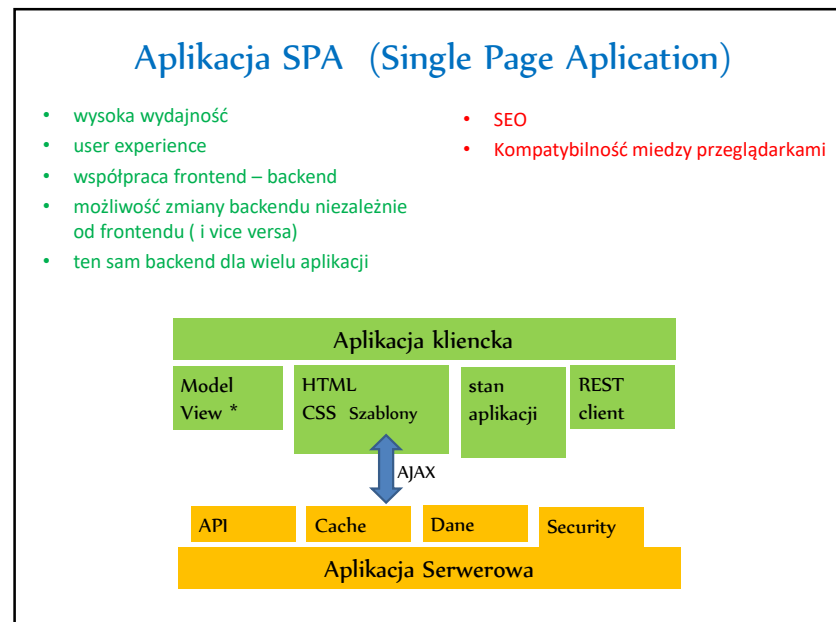 Aplikacja SPA (Single Page Aplication)
wysoka wydajność
user experience
współpraca frontend – backend
możliwość zmiany backendu niezależnie
od frontendu ( i vice versa)
ten sam backend dla wielu aplikacji
SEO
Kompatybilność miedzy przeglądarkami
Aplikacja kliencka
Model
View *
HTML
CSS Szablony
stan
aplikacji
REST
client
AJAX
API
Cache
Dane
Security
Aplikacja Serwerowa